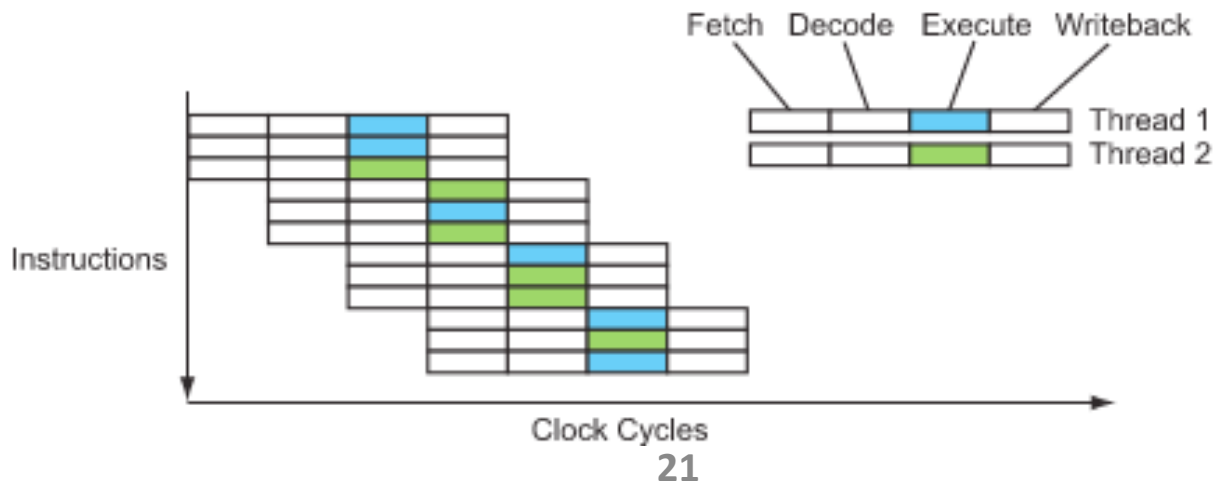 Fetch Decode Execute Writeback
Thread 1
Thread 2
Instructions
Clock Cycles
21